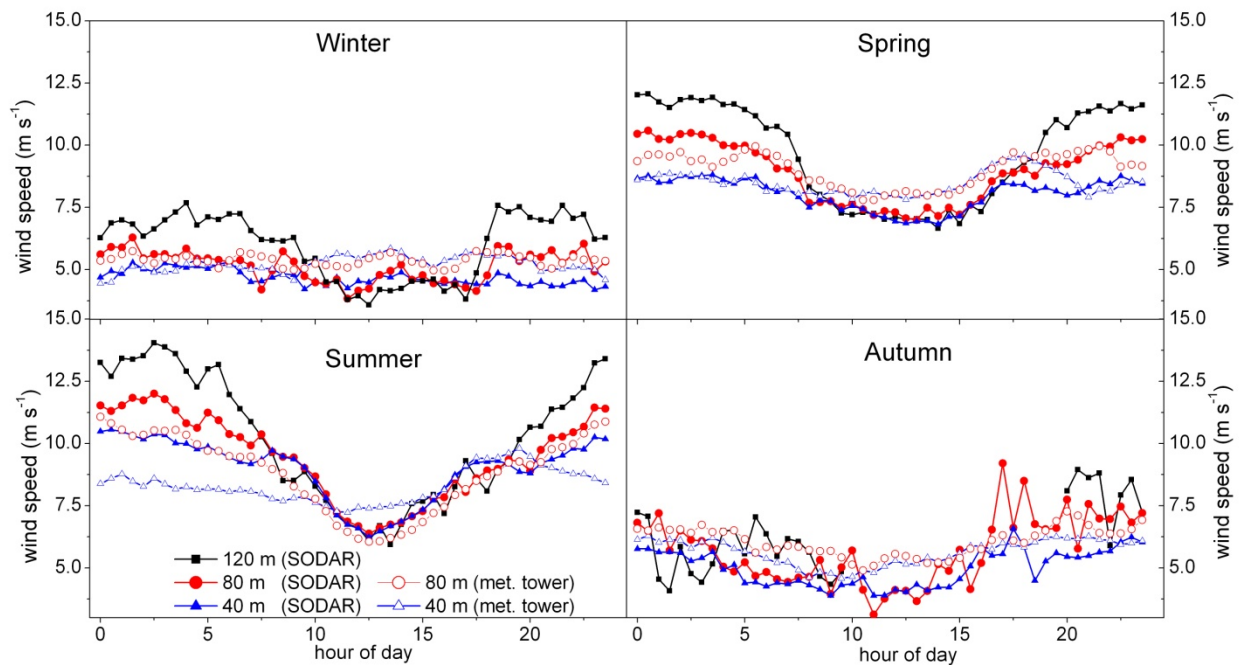 15.0
12.5
10.0
7.5
5.0
15.0
12.5
10.0
7.5
5.0
wind speed (m s⁻¹)
wind speed (m s⁻¹)
Winter
Spring
Summer
Autumn
120 m (SODAR)
80 m (SODAR)
80 m (met. tower)
40 m (SODAR)
40 m (met. tower)
15.0
12.5
10.0
7.5
5.0
15.0
12.5
10.0
7.5
5.0
wind speed (m s⁻¹)
wind speed (m s⁻¹)
0 5 10 15 20
0 5 10 15 20
hour of day
hour of day